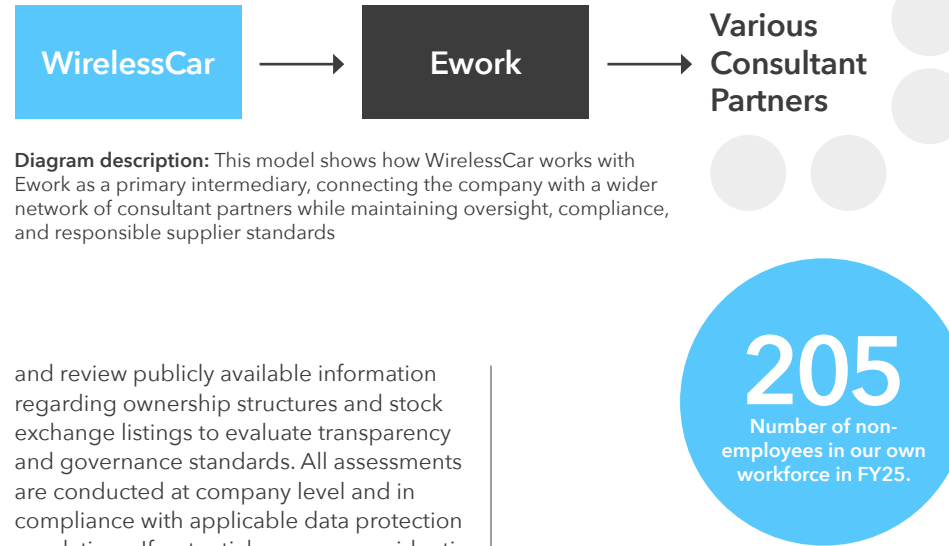 WirelessCar
Ework
Various
Consultant
Partners
Diagram description: This model shows how WirelessCar works with
Ework as a primary intermediary, connecting the company with a wider
network of consultant partners while maintaining oversight, compliance,
and responsible supplier standards
and review publicly available information
regarding ownership structures and stock
exchange listings to evaluate transparency
and governance standards. All assessments
are conducted at company level and in
compliance with applicable data protection
205
Number of non-
employees in our own
workforce in FY25.